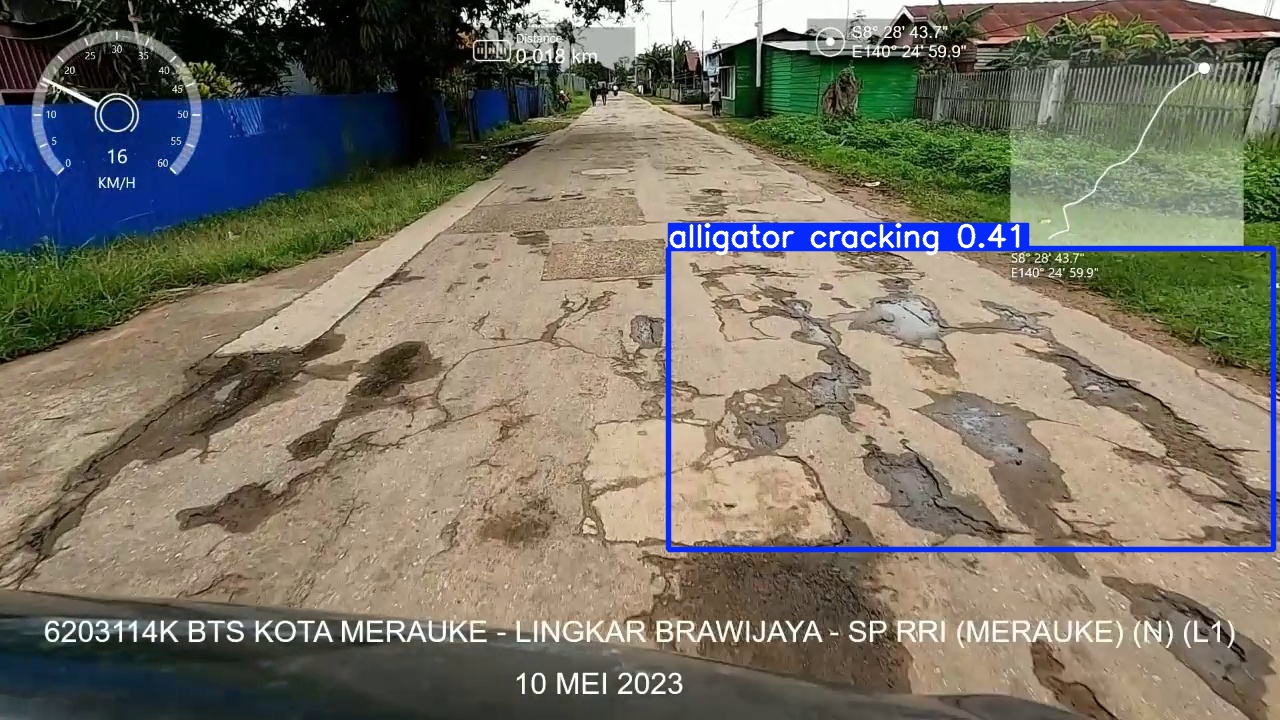 0 5 10 20 25 30 35 40 45 50 55 60
16
KM/H
Distance
0.018 km
S8° 28' 43.7"
E140° 24' 59.9"
alligator cracking 0.41
S8° 28' 43.7"
E140° 24' 59.9"
6203114K BTS KOTA MERAUKE - LINGKAR BRAWIJAYA - SP RRI (MERAUKE) (N) (L1)
10 MEI 2023